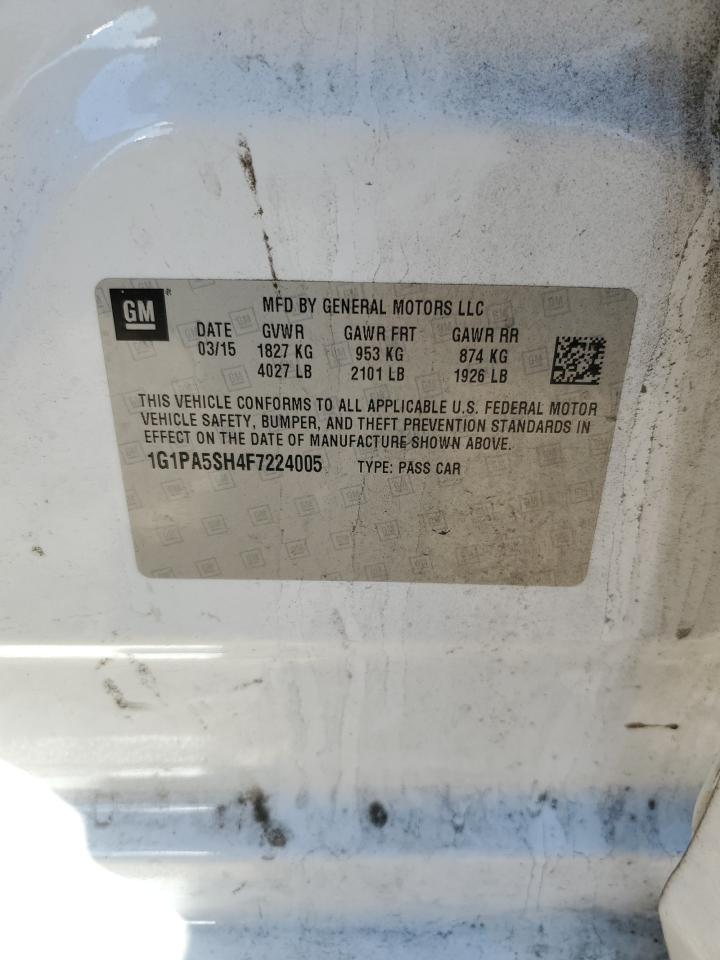 GM ®
MFD BY GENERAL MOTORS LLC
DATE GVWR GAWR FRT GAWR RR
03/15 1827 KG 953 KG 874 KG
4027 LB 2101 LB 1926 LB
THIS VEHICLE CONFORMS TO ALL APPLICABLE U.S. FEDERAL MOTOR
VEHICLE SAFETY, BUMPER, AND THEFT PREVENTION STANDARDS IN
EFFECT ON THE DATE OF MANUFACTURE SHOWN ABOVE.
1G1PA5SH4F7224005 TYPE: PASS CAR